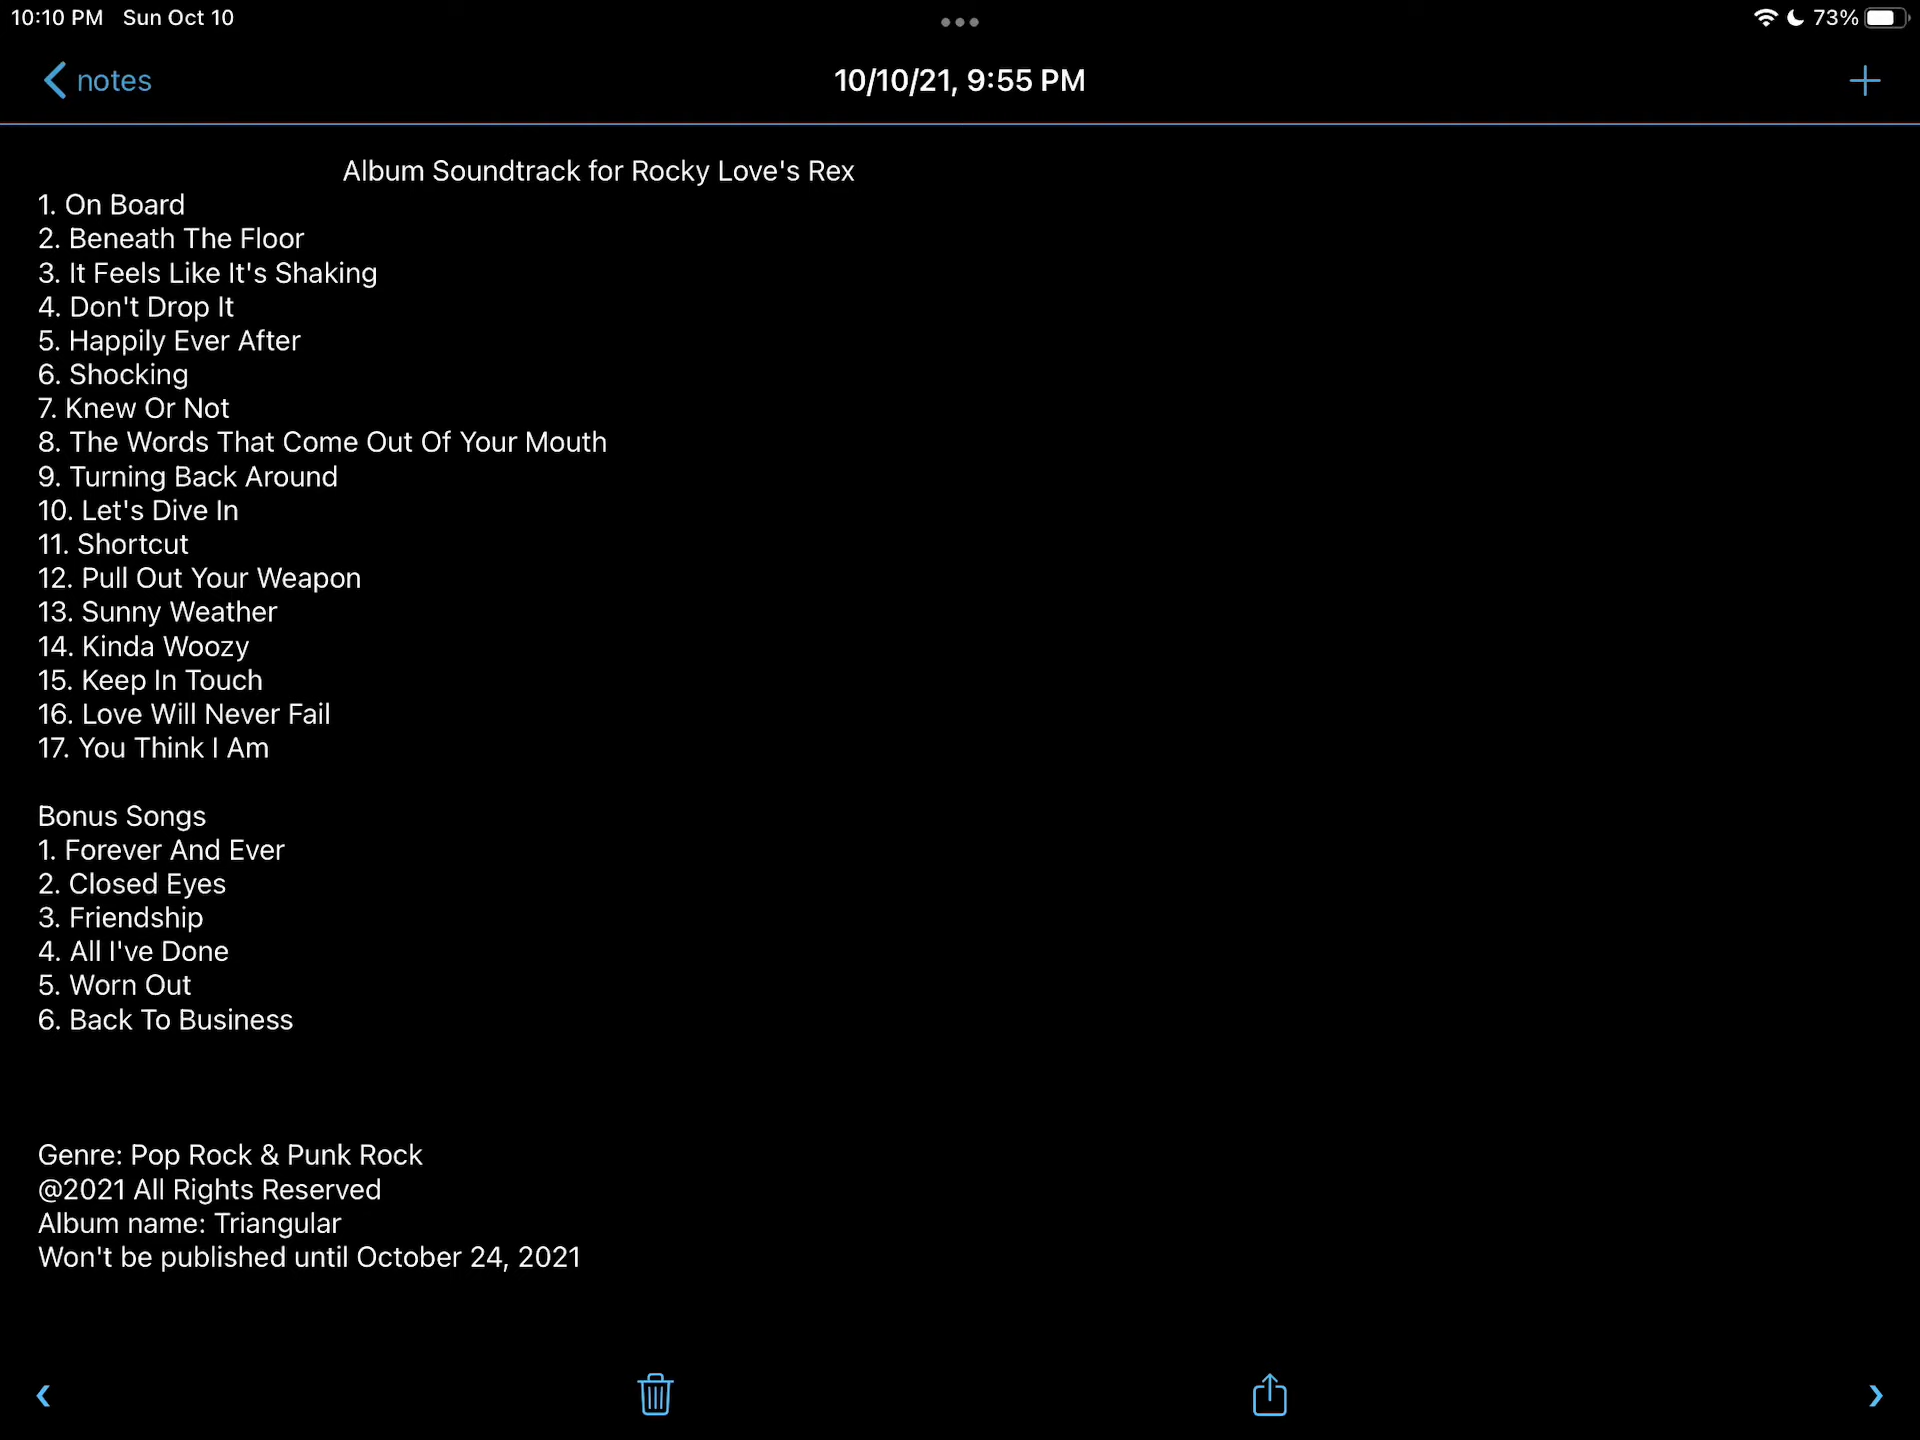 10:10 PM Sun Oct 10
73%
notes
10/10/21, 9:55 PM
Album Soundtrack for Rocky Love's Rex
1. On Board
2. Beneath The Floor
3. It Feels Like It's Shaking
4. Don't Drop It
5. Happily Ever After
6. Shocking
7. Knew Or Not
8. The Words That Come Out Of Your Mouth
9. Turning Back Around
10. Let's Dive In
11. Shortcut
12. Pull Out Your Weapon
13. Sunny Weather
14. Kinda Woozy
15. Keep In Touch
16. Love Will Never Fail
17. You Think I Am
Bonus Songs
1. Forever And Ever
2. Closed Eyes
3. Friendship
4. All I've Done
5. Worn Out
6. Back To Business
Genre: Pop Rock & Punk Rock
@2021 All Rights Reserved
Album name: Triangular
Won't be published until October 24, 2021